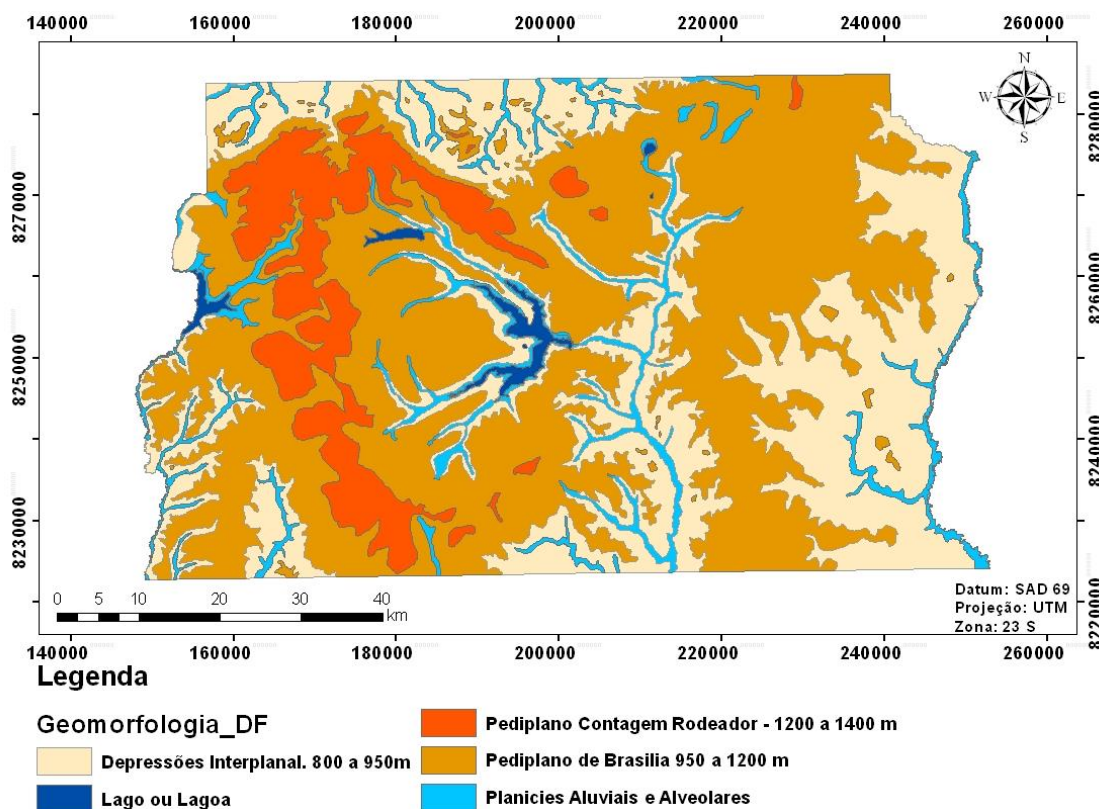 140000 160000 180000 200000 220000 240000 260000
N
W E
S
8280000
8270000
8260000
8250000
8240000
8230000
8220000
Datum: SAD 69
Projeção: UTM
Zona: 23 S
0 5 10 20 30 40
km
140000 160000 180000 200000 220000 240000 260000
Legenda
Geomorfologia_DF
Depressões Interplanal. 800 a 950m
Lago ou Lagoa
Pediplano Contagem Rodeador - 1200 a 1400 m
Pediplano de Brasilia 950 a 1200 m
Planicies Aluviais e Alveolares